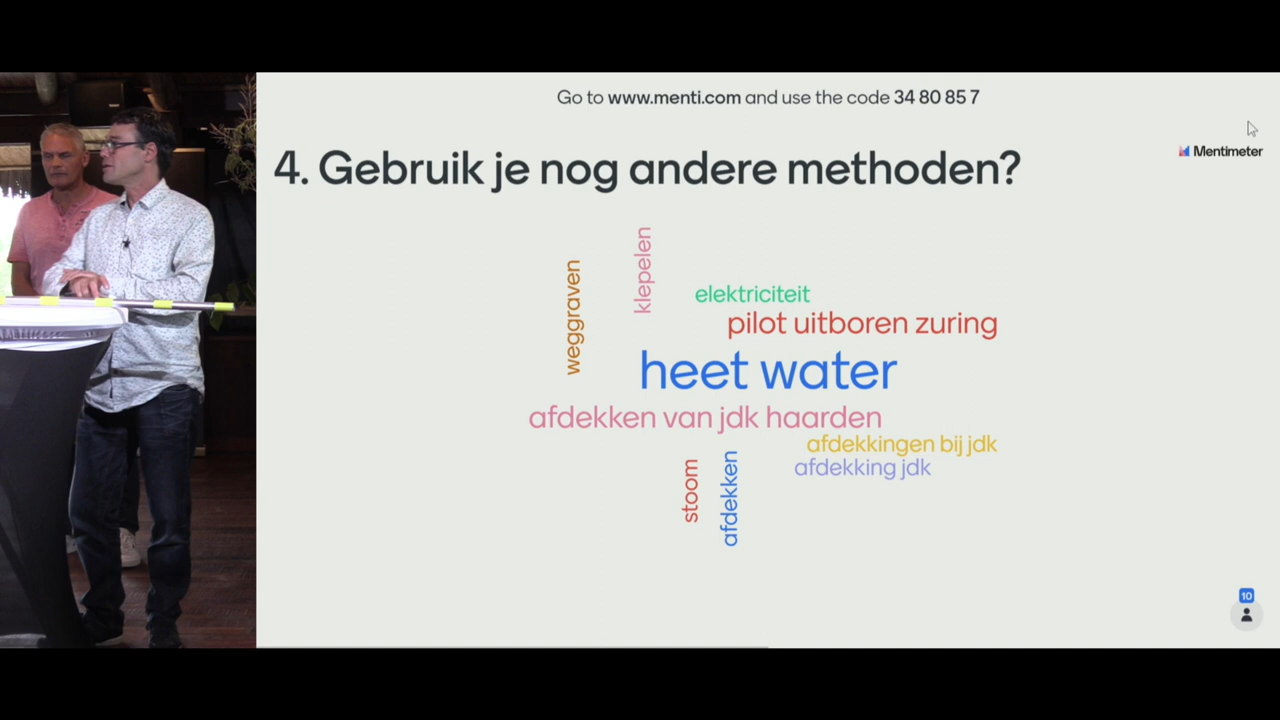 Go to www.menti.com and use the code 34 80 85 7
Mentimeter
4. Gebruik je nog andere methoden?
klepelen
weggraven
elektriciteit
pilot uitboren zuring
heet water
afdekken van jdk haarden
afdekkingen bij jdk
afdekking jdk
stoom
afdekken
10